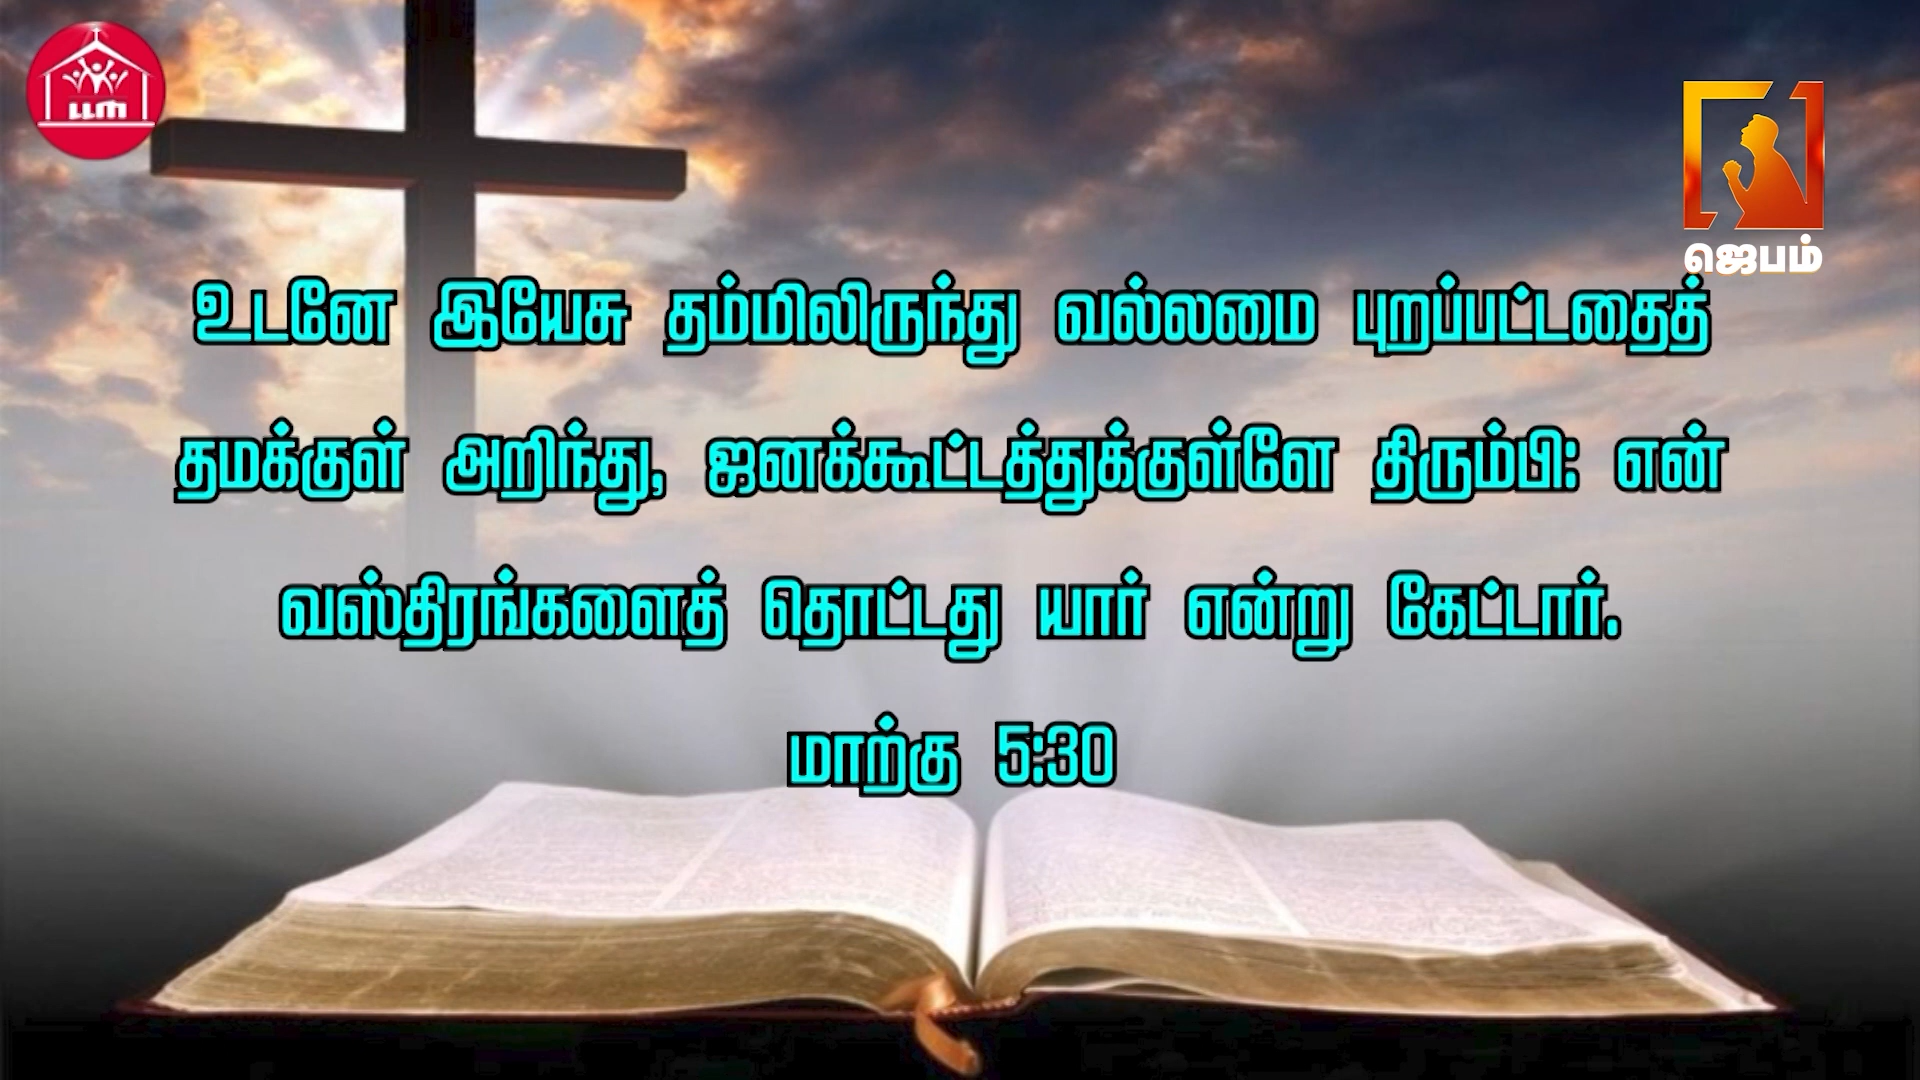 ஜெபம்
உடனே இயேசு தம்மிலிருந்து வல்லமை புறப்பட்டதைத்
தமக்குள் அறிந்து, ஜனக்கூட்டத்துக்குள்ளே திரும்பி: என்
வஸ்திரங்களைத் தொட்டது யார் என்று கேட்டார்.
மாற்கு 5:30